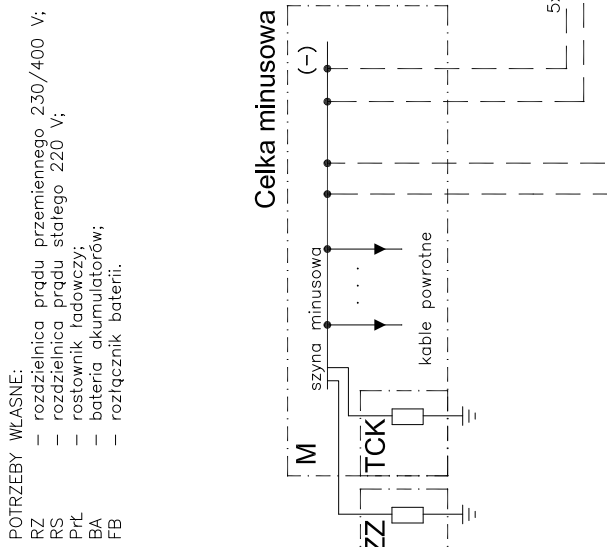 POTRZEBY WŁASNE:
RZ – rozdzielnica prądu przemiennego 230/400 V;
RS – rozdzielnica prądu stałego 220 V;
PrŁ – rostownik ładowczy;
BA – bateria akumulatorów;
FB – rozłącznik baterii.
Celka minusowa
(–)
szyna minusowa
. . .
kable powrotne
M
TCK
ZZ